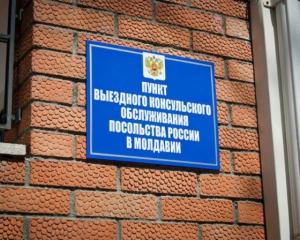 ПУНКТ
ВЫЕЗДНОГО КОНСУЛЬСКОГО
ОБСЛУЖИВАНИЯ
ПОСОЛЬСТВА РОССИИ
В МОЛДАВИИ